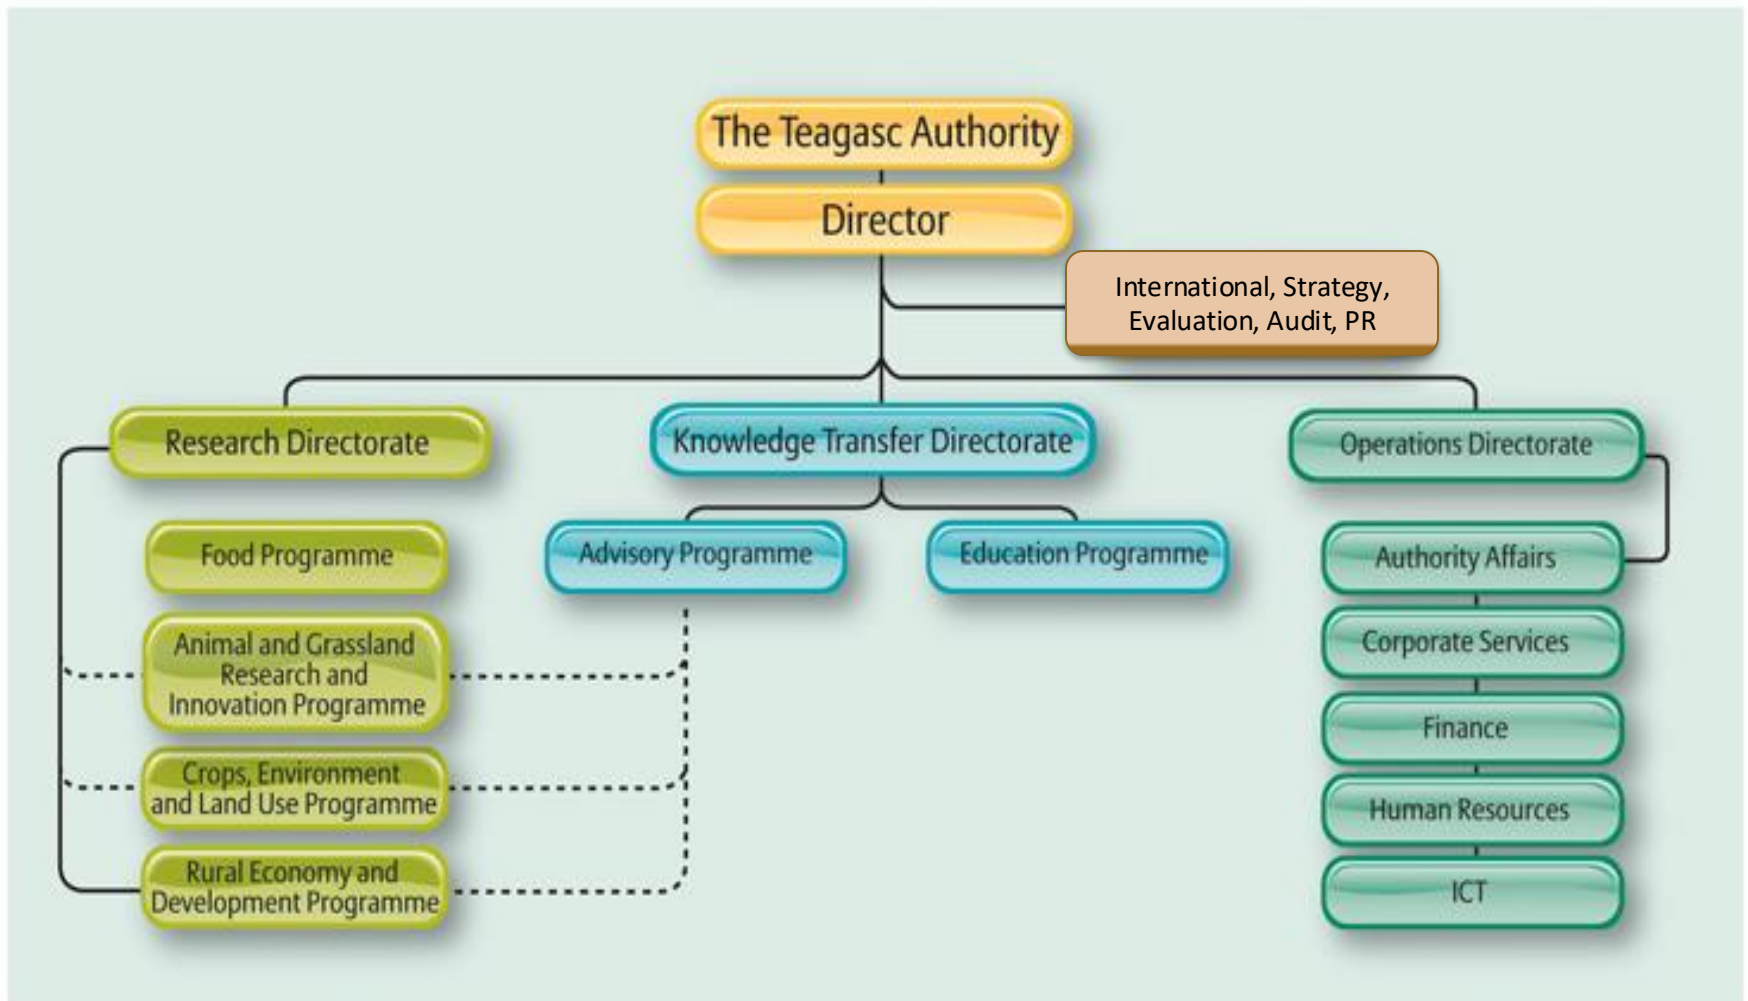 The Teagasc Authority
Director
International, Strategy,
Evaluation, Audit, PR
Research Directorate
Knowledge Transfer Directorate
Operations Directorate
Food Programme
Advisory Programme
Education Programme
Authority Affairs
Animal and Grassland
Research and
Innovation Programme
Corporate Services
Finance
Crops, Environment
and Land Use Programme
Human Resources
Rural Economy and
Development Programme
ICT